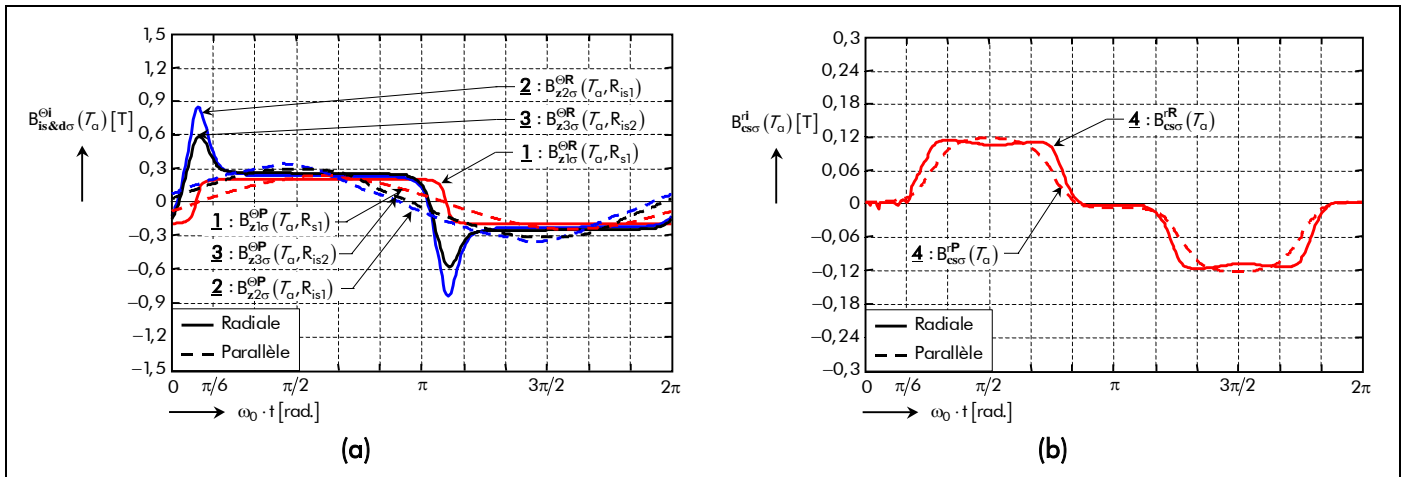 1,5
1,2
0,9
0,6
0,3
0
−0,3
−0,6
−0,9
−1,2
−1,5
B^Θi_is&dσ(T_a) [T]
2 : B^ΘR_z2σ(T_a,R_is1)
3 : B^ΘR_z3σ(T_a,R_is2)
1 : B^ΘR_z1σ(T_a,R_s1)
1 : B^ΘP_z1σ(T_a,R_s1)
3 : B^ΘP_z3σ(T_a,R_is2)
2 : B^ΘP_z2σ(T_a,R_is1)
Radiale
Parallèle
0 π/6 π/2 π 3π/2 2π
ω0 · t [rad.]
(a)
0,3
0,24
0,18
0,12
0,06
0
−0,06
−0,12
−0,18
−0,24
−0,3
B^ri_csσ(T_a) [T]
4 : B^rR_csσ(T_a)
4 : B^rP_csσ(T_a)
Radiale
Parallèle
0 π/6 π/2 π 3π/2 2π
ω0 · t [rad.]
(b)